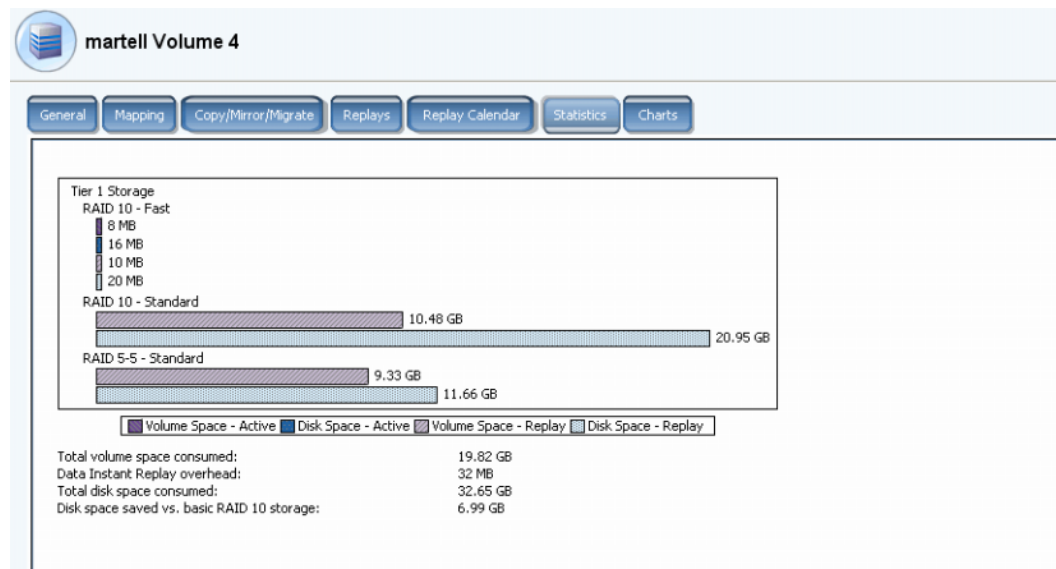 martell Volume 4
General Mapping Copy/Mirror/Migrate Replays Replay Calendar Statistics Charts
Tier 1 Storage
RAID 10 - Fast
8 MB
16 MB
10 MB
20 MB
RAID 10 - Standard
10.48 GB
20.95 GB
RAID 5-5 - Standard
9.33 GB
11.66 GB
Volume Space - Active Disk Space - Active Volume Space - Replay Disk Space - Replay
Total volume space consumed: 19.82 GB
Data Instant Replay overhead: 32 MB
Total disk space consumed: 32.65 GB
Disk space saved vs. basic RAID 10 storage: 6.99 GB